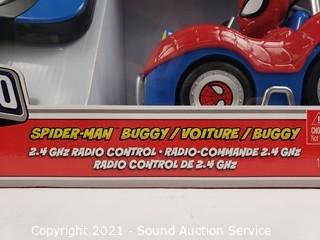 SPIDER-MAN BUGGY / VOITURE / BUGGY
2.4 GHz RADIO CONTROL • RADIO-COMMANDE 2.4 GHz
RADIO CONTROL DE 2.4 GHz
Copyright 2021 - Sound Auction Service